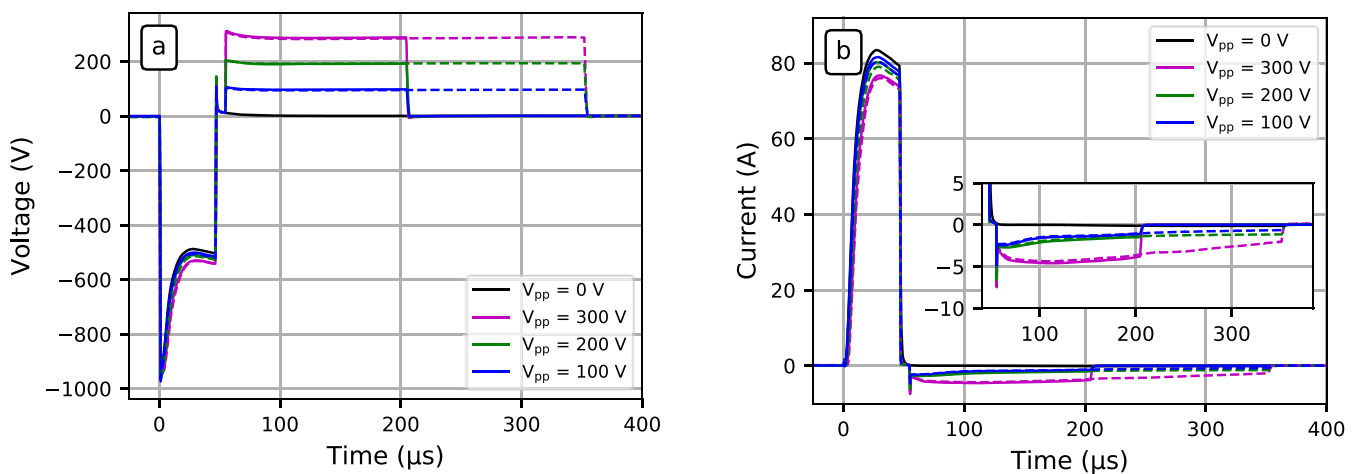 a
200
0
−200
−400
−600
−800
−1000
Voltage (V)
V_pp = 0 V
V_pp = 300 V
V_pp = 200 V
V_pp = 100 V
0 100 200 300 400
Time (μs)
b
80
60
40
20
0
Current (A)
V_pp = 0 V
V_pp = 300 V
V_pp = 200 V
V_pp = 100 V
5
0
−5
−10
100 200 300
0 100 200 300 400
Time (μs)